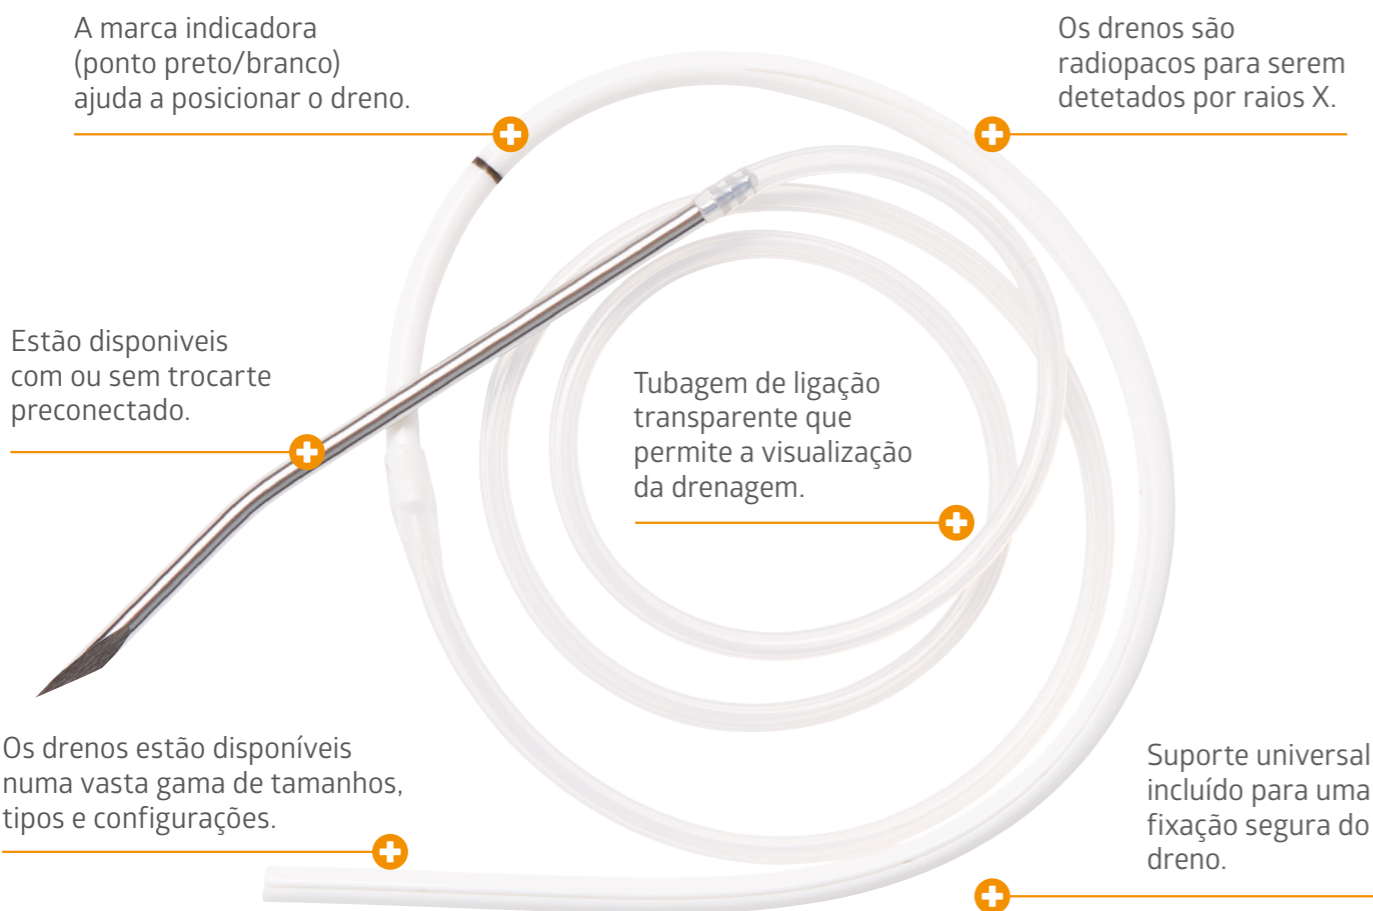 A marca indicadora
(ponto preto/branco)
ajuda a posicionar o dreno.
Os drenos são
radiopacos para serem
detetados por raios X.
Estão disponiveis
com ou sem trocarte
preconectado.
Tubagem de ligação
transparente que
permite a visualização
da drenagem.
Os drenos estão disponíveis
numa vasta gama de tamanhos,
tipos e configurações.
Suporte universal
incluído para uma
fixação segura do
dreno.